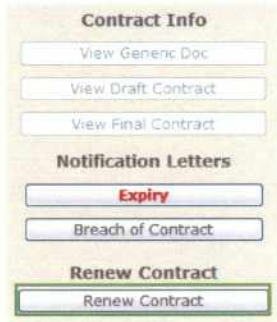 Contract Info
View Generic Doc
View Draft Contract
View Final Contract
Notification Letters
Expiry
Breach of Contract
Renew Contract
Renew Contract